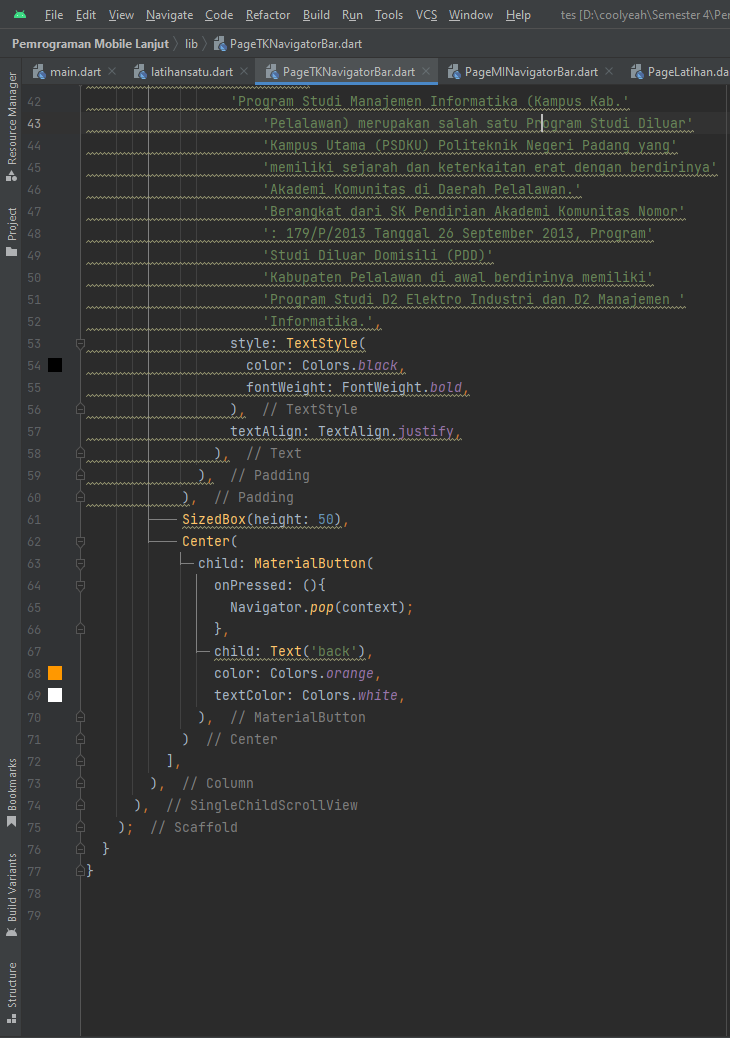 File Edit View Navigate Code Refactor Build Run Tools VCS Window Help tes [D:\coolyeah\Semester 4\Per
Pemrograman Mobile Lanjut lib PageTKNavigatorBar.dart
main.dart latihansatu.dart PageTKNavigatorBar.dart PageMINavigatorBar.dart PageLatihan.da
Resource Manager
Project
Bookmarks
Build Variants
Structure
42 'Program Studi Manajemen Informatika (Kampus Kab.'
43 'Pelalawan) merupakan salah satu Program Studi Diluar'
44 'Kampus Utama (PSDKU) Politeknik Negeri Padang yang'
45 'memiliki sejarah dan keterkaitan erat dengan berdirinya'
46 'Akademi Komunitas di Daerah Pelalawan.'
47 'Berangkat dari SK Pendirian Akademi Komunitas Nomor'
48 ': 179/P/2013 Tanggal 26 September 2013, Program'
49 'Studi Diluar Domisili (PDD)'
50 'Kabupaten Pelalawan di awal berdirinya memiliki'
51 'Program Studi D2 Elektro Industri dan D2 Manajemen '
52 'Informatika.',
53 style: TextStyle(
54 color: Colors.black,
55 fontWeight: FontWeight.bold,
56 ), // TextStyle
57 textAlign: TextAlign.justify,
58 ), // Text
59 ), // Padding
60 ), // Padding
61 SizedBox(height: 50),
62 Center(
63 child: MaterialButton(
64 onPressed: (){
65 Navigator.pop(context);
66 },
67 child: Text('back'),
68 color: Colors.orange,
69 textColor: Colors.white,
70 ), // MaterialButton
71 ) // Center
72 ],
73 ), // Column
74 ), // SingleChildScrollView
75 ); // Scaffold
76 }
77 }
78
79